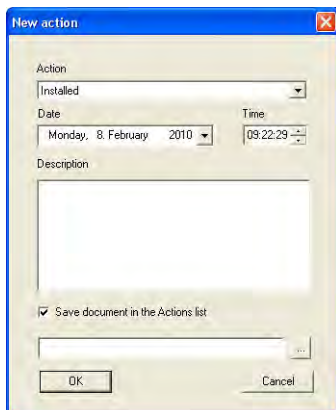 New action
Action
Installed
Date Time
Monday, 8. February 2010 09:22:29
Description
Save document in the Actions list
...
OK Cancel